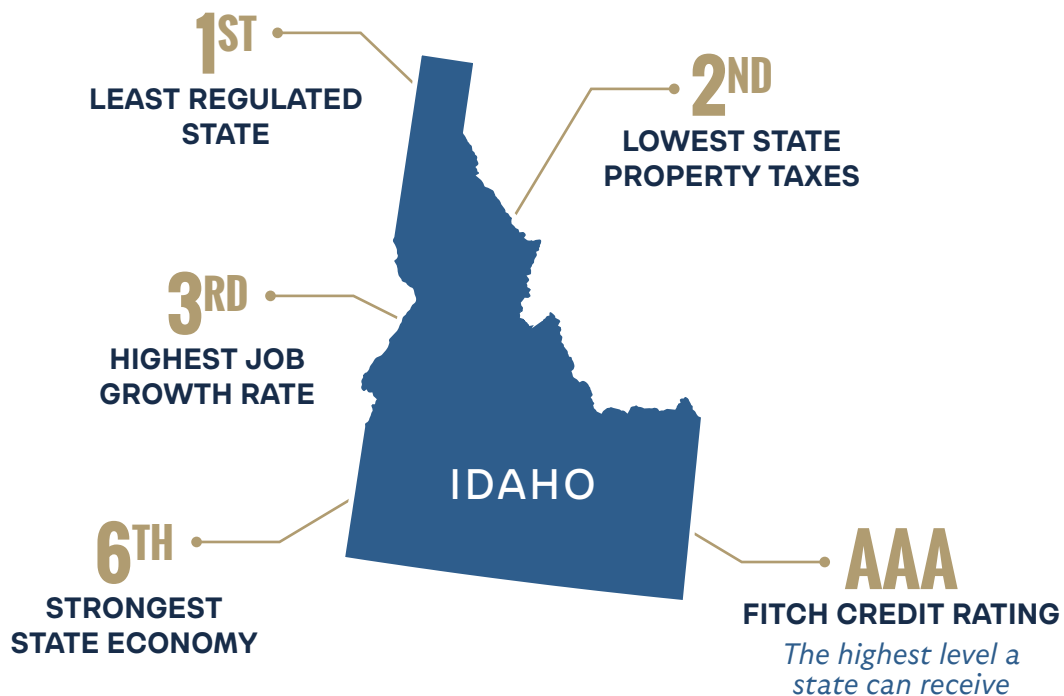 1ST
LEAST REGULATED
STATE
2ND
LOWEST STATE
PROPERTY TAXES
3RD
HIGHEST JOB
GROWTH RATE
IDAHO
6TH
STRONGEST
STATE ECONOMY
AAA
FITCH CREDIT RATING
The highest level a
state can receive